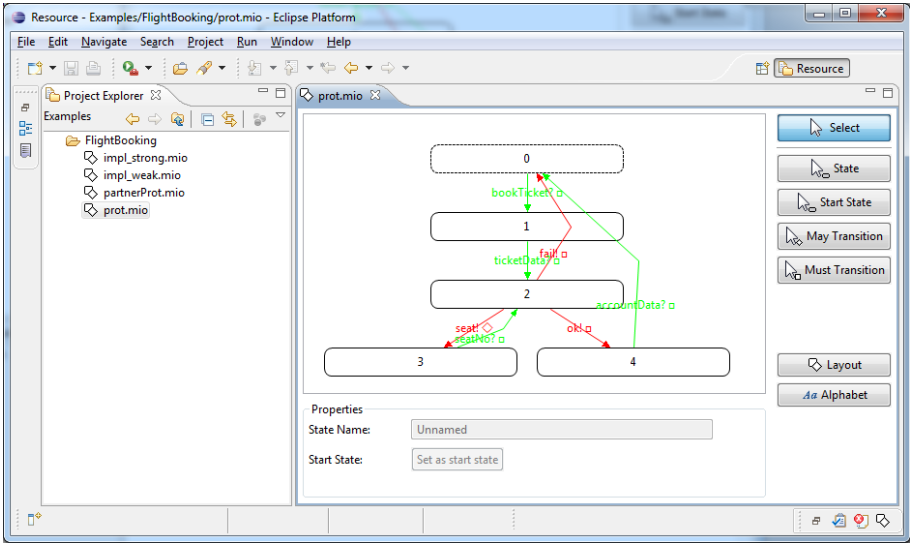 Resource - Examples/FlightBooking/prot.mio - Eclipse Platform
File Edit Navigate Search Project Run Window Help
Resource
Project Explorer
prot.mio
Examples
FlightBooking
impl_strong.mio
impl_weak.mio
partnerProt.mio
prot.mio
0
bookTicket?
1
fail!
ticketData?
2
accountData?
seat!
ok!
seatNo?
3
4
Select
State
Start State
May Transition
Must Transition
Layout
Aa Alphabet
Properties
State Name: Unnamed
Start State: Set as start state